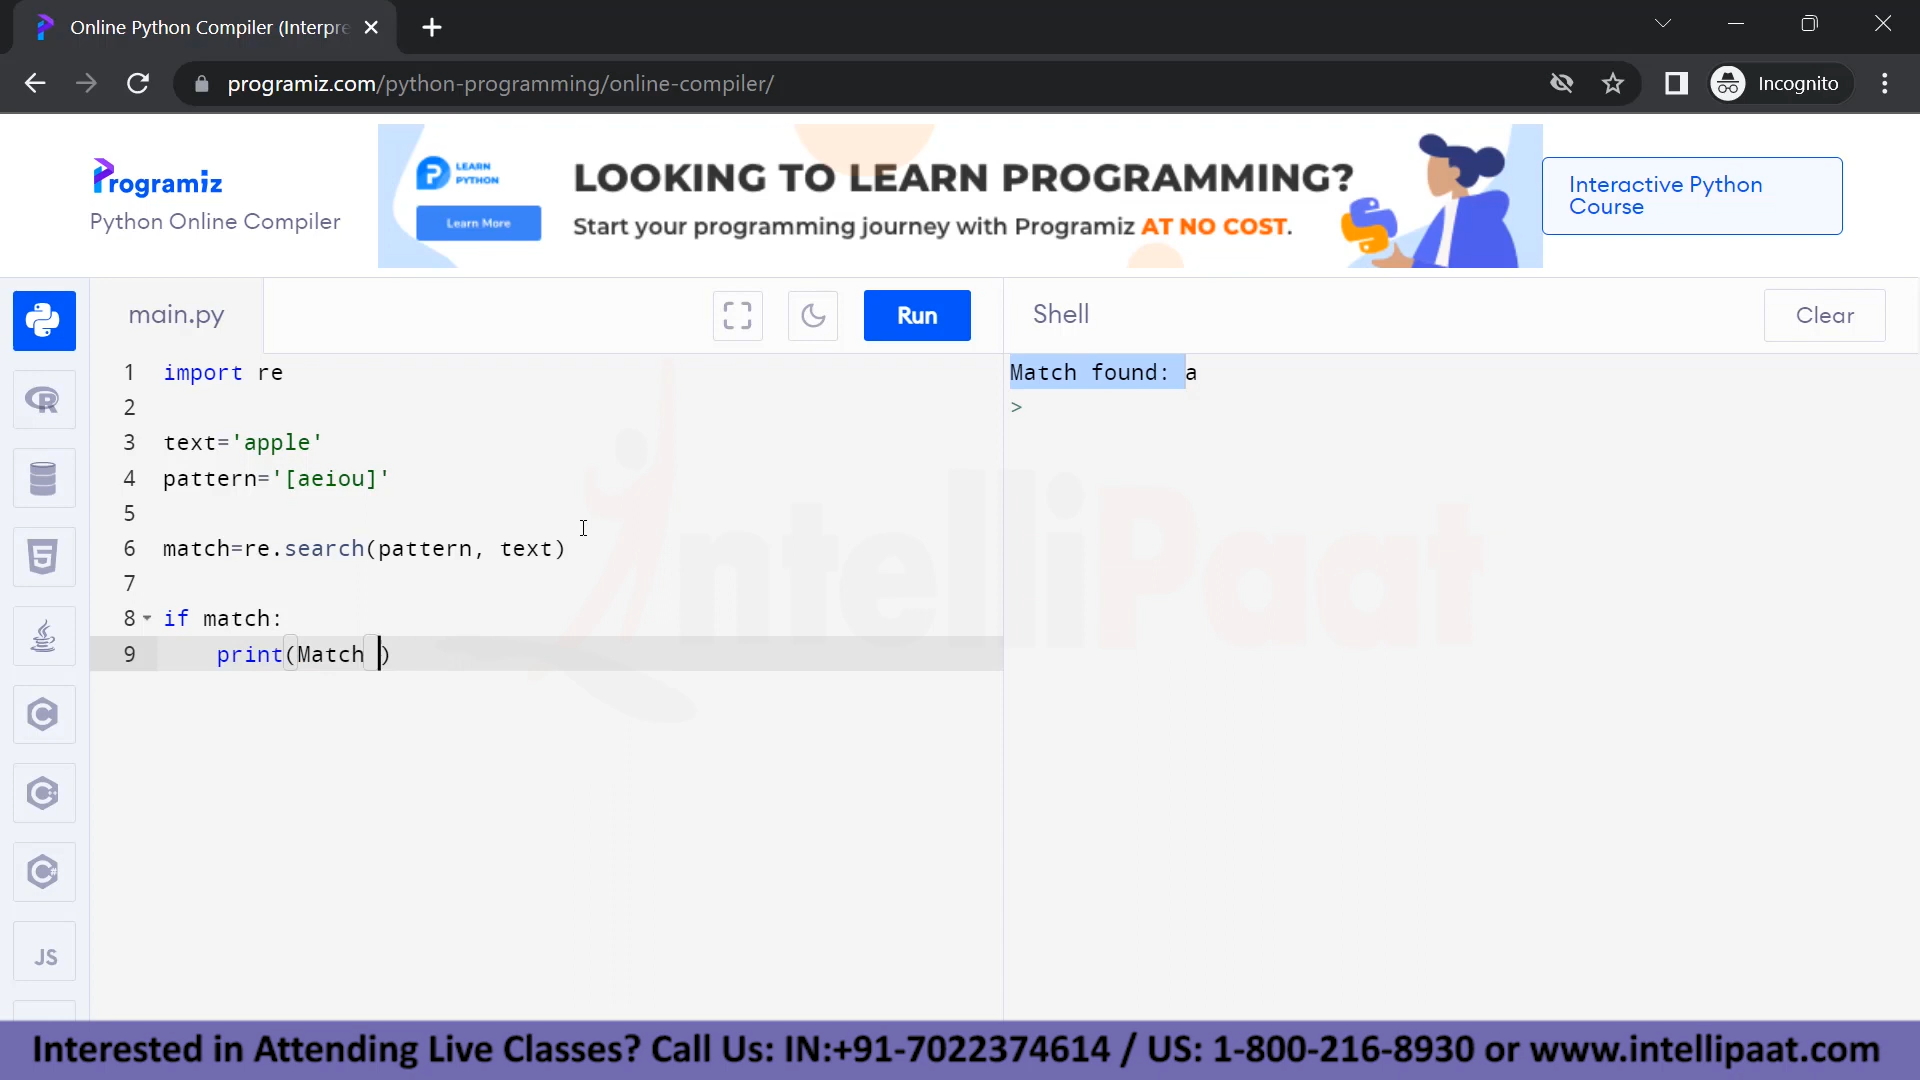 Online Python Compiler (Interpre
programiz.com/python-programming/online-compiler/
Incognito
Programiz
Python Online Compiler
LEARN
PYTHON
Learn More
LOOKING TO LEARN PROGRAMMING?
Start your programming journey with Programiz AT NO COST.
Interactive Python
Course
main.py
Run
Shell
Clear
1 import re
2
3 text='apple'
4 pattern='[aeiou]'
5
6 match=re.search(pattern, text)
7
8 if match:
9 print(Match )
Match found: a
>
IntelliPaat
R
5
C
C++
C#
JS
Interested in Attending Live Classes? Call Us: IN:+91-7022374614 / US: 1-800-216-8930 or www.intellipaat.com